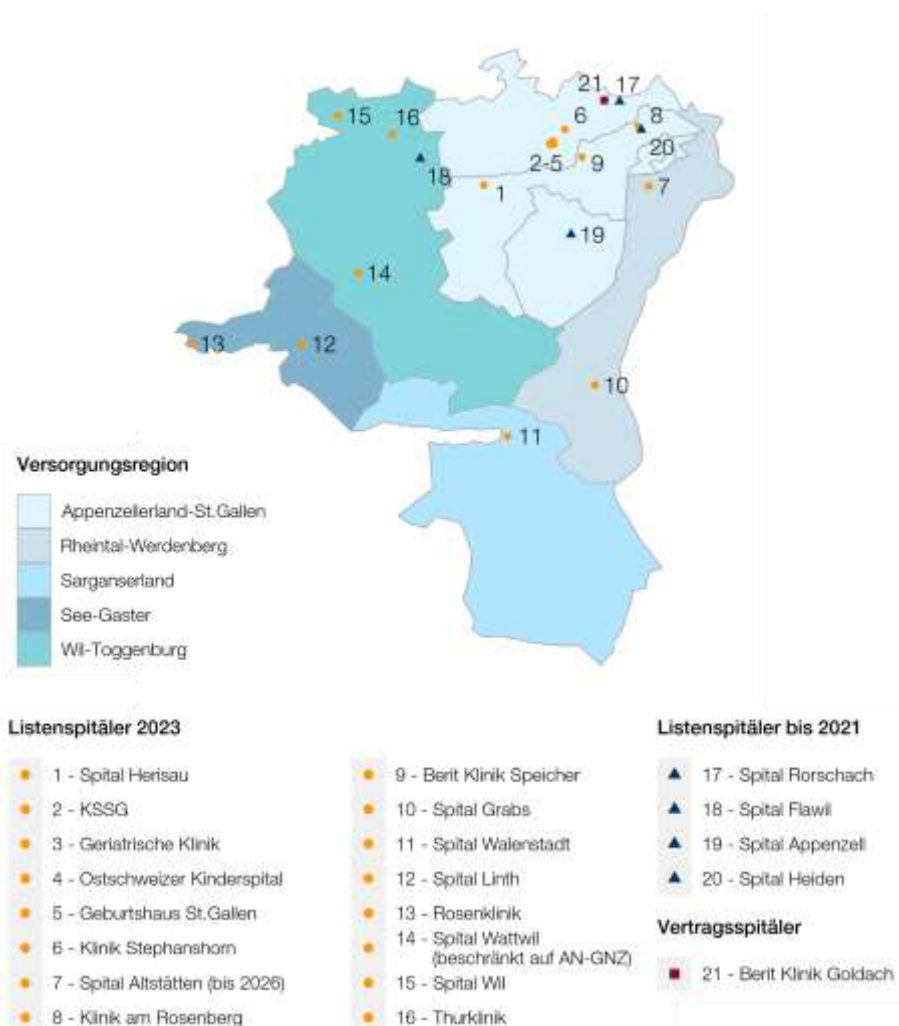 21 17
15
16
6
8
2-5
9
20
18
1
7
19
14
13
12
10
11
Versorgungsregion
Appenzellerland-St.Gallen
Rheintal-Werdenberg
Sarganserland
See-Gaster
Wil-Toggenburg
Listenspitäler 2023
1 - Spital Herisau
2 - KSSG
3 - Geriatrische Klinik
4 - Ostschweizer Kinderspital
5 - Geburtshaus St.Gallen
6 - Klinik Stephanshorn
7 - Spital Altstätten (bis 2026)
8 - Klinik am Rosenberg
9 - Berit Klinik Speicher
10 - Spital Grabs
11 - Spital Walenstadt
12 - Spital Linth
13 - Rosenklinik
14 - Spital Wattwil
(beschränkt auf AN-GNZ)
15 - Spital Wil
16 - Thurklinik
Listenspitäler bis 2021
17 - Spital Rorschach
18 - Spital Flawil
19 - Spital Appenzell
20 - Spital Heiden
Vertragsspitäler
21 - Berit Klinik Goldach